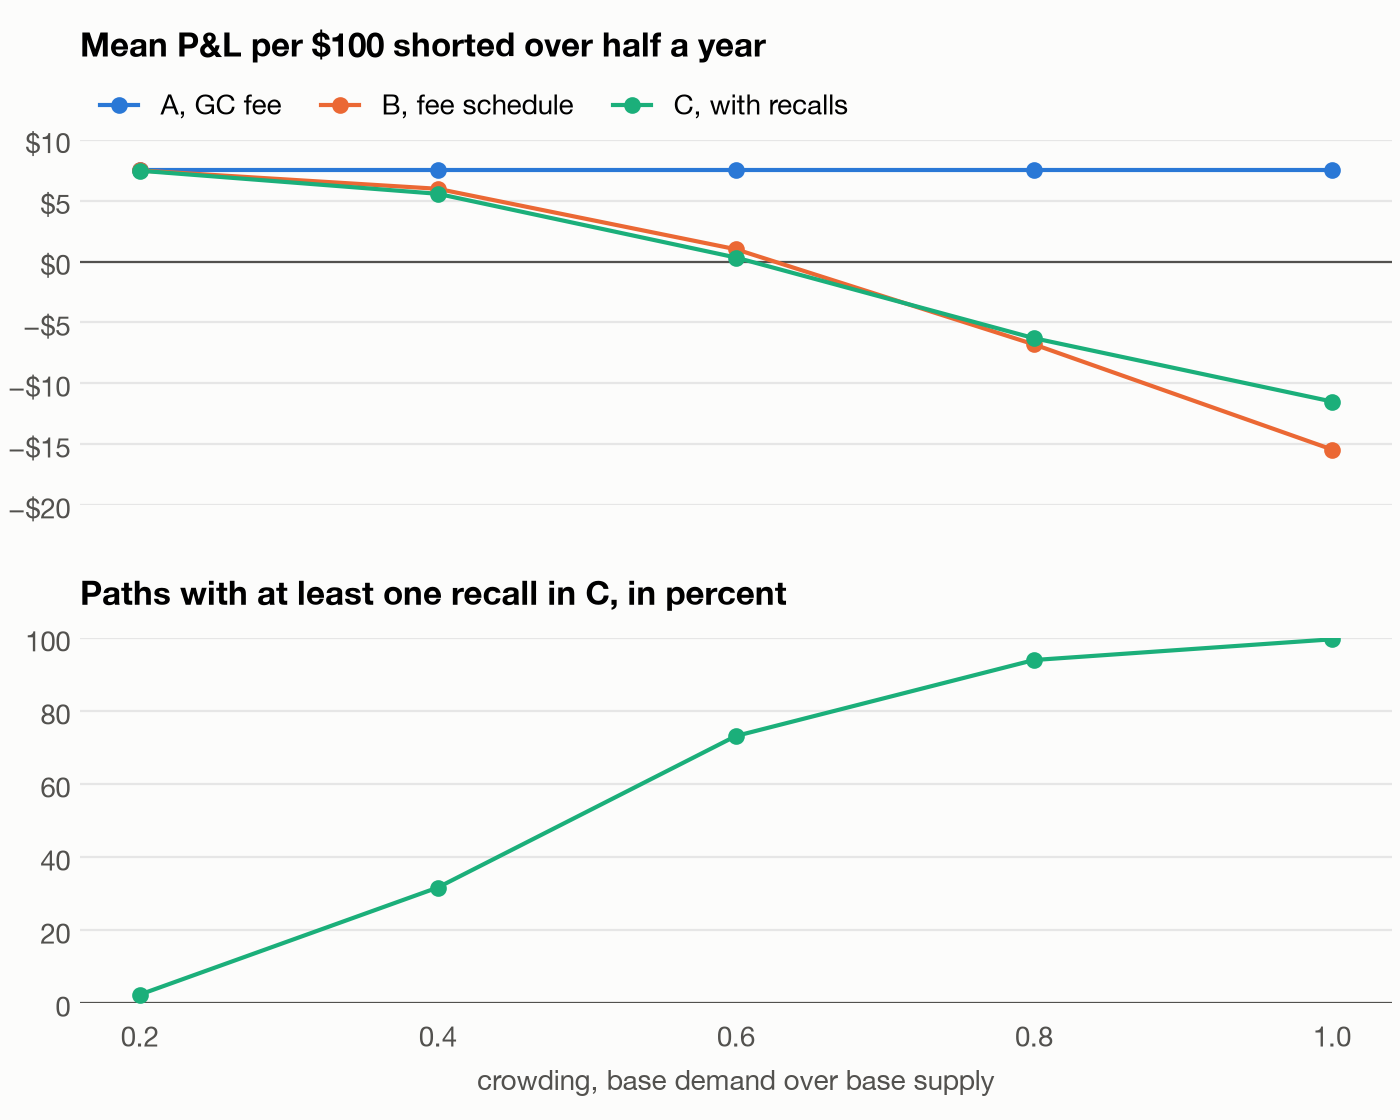 Mean P&L per $100 shorted over half a year
A, GC fee B, fee schedule C, with recalls
$10
$5
$0
−$5
−$10
−$15
−$20
Paths with at least one recall in C, in percent
100
80
60
40
20
0
0.2 0.4 0.6 0.8 1.0
crowding, base demand over base supply